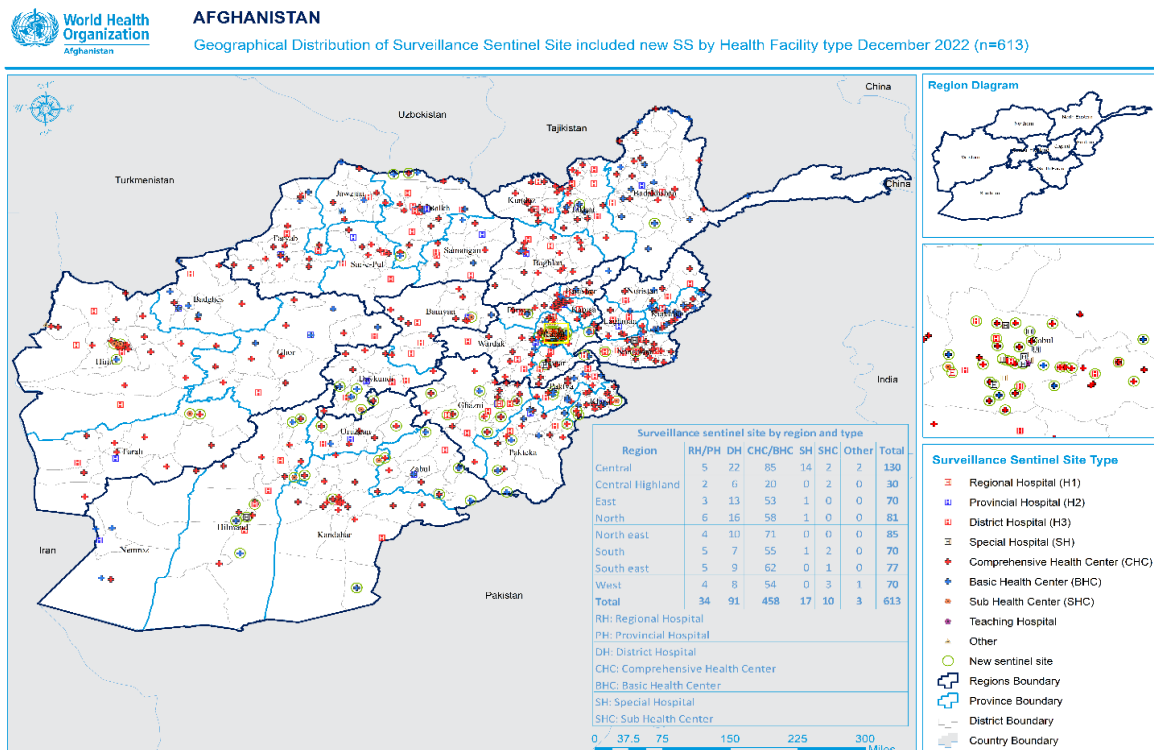 World Health
Organization
Afghanistan
AFGHANISTAN
Geographical Distribution of Surveillance Sentinel Site included new SS by Health Facility type December 2022 (n=613)
China
Uzbokistan
Tajikistan
Turkmenistan
China
India
Iran
Pakistan
Jawzjan
Balkh
Kunduz
Badakhshan
Faryab
Samangan
Sar-e-Pul
Baghlan
Badghes
Bamyan
Nuristan
Ghor
Wardak
Hirat
Ghazni
Uruzgan
Paktya
Farah
Zabul
Paktika
Hilmand
Nemroz
Kandahar
Surveillance sentinel site by region and type
Region RH/PH DH CHC/BHC SH SHC Other Total
Central 5 22 85 14 2 2 130
Central Highland 2 6 20 0 2 0 30
East 3 13 53 1 0 0 70
North 6 16 58 1 0 0 81
North east 4 10 71 0 0 0 85
South 5 7 55 1 2 0 70
South east 5 9 62 0 1 0 77
West 4 8 54 0 3 1 70
Total 34 91 458 17 10 3 613
RH: Regional Hospital
PH: Provincial Hospital
DH: District Hospital
CHC: Comprehensive Health Center
BHC: Basic Health Center
SH: Special Hospital
SHC: Sub Health Center
0 37.5 75 150 225 300
Miles
Region Diagram
Kabul
Surveillance Sentinel Site Type
Regional Hospital (H1)
Provincial Hospital (H2)
District Hospital (H3)
Special Hospital (SH)
Comprehensive Health Center (CHC)
Basic Health Center (BHC)
Sub Health Center (SHC)
Teaching Hospital
Other
New sentinel site
Regions Boundary
Province Boundary
District Boundary
Country Boundary